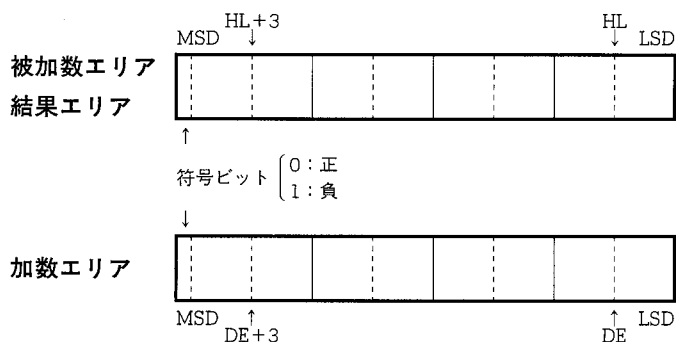 HL+3 HL
MSD ↓ ↓ LSD
被加数エリア
結果エリア
↑
符号ビット { 0:正
1:負
↓
加数エリア
MSD ↑ ↑ LSD
DE+3 DE